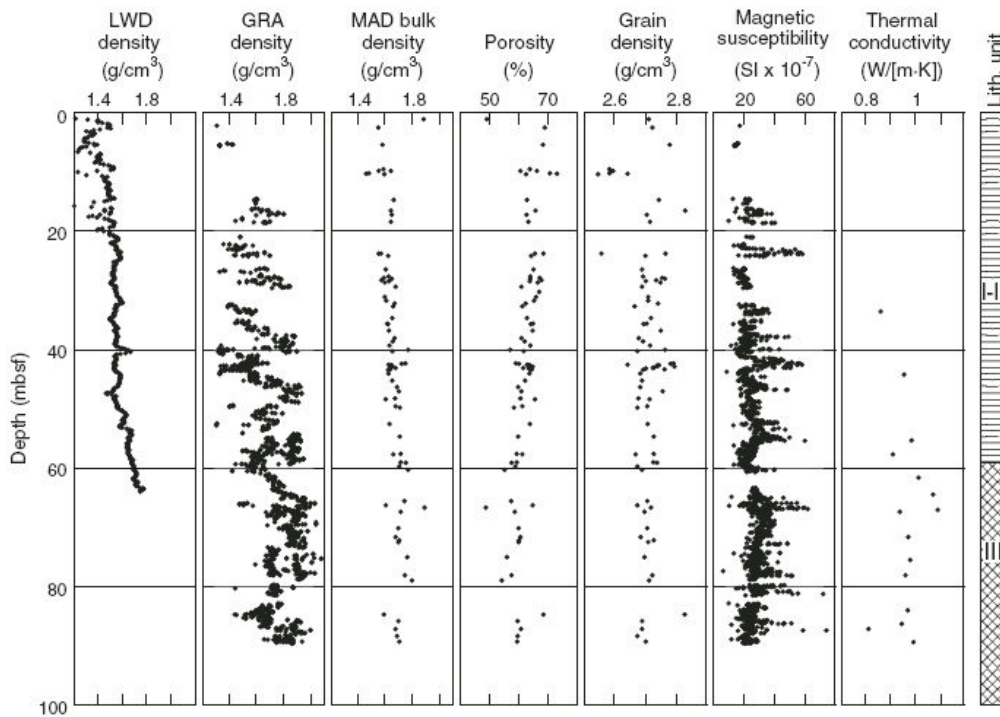 LWD density (g/cm³)
GRA density (g/cm³)
MAD bulk density (g/cm³)
Porosity (%)
Grain density (g/cm³)
Magnetic susceptibility (SI x 10⁻⁷)
Thermal conductivity (W/[m·K])
Lith. unit
1.4 1.8
1.4 1.8
1.4 1.8
50 70
2.6 2.8
20 60
0.8 1
0
20
40
60
80
100
Depth (mbsf)
I-II
III